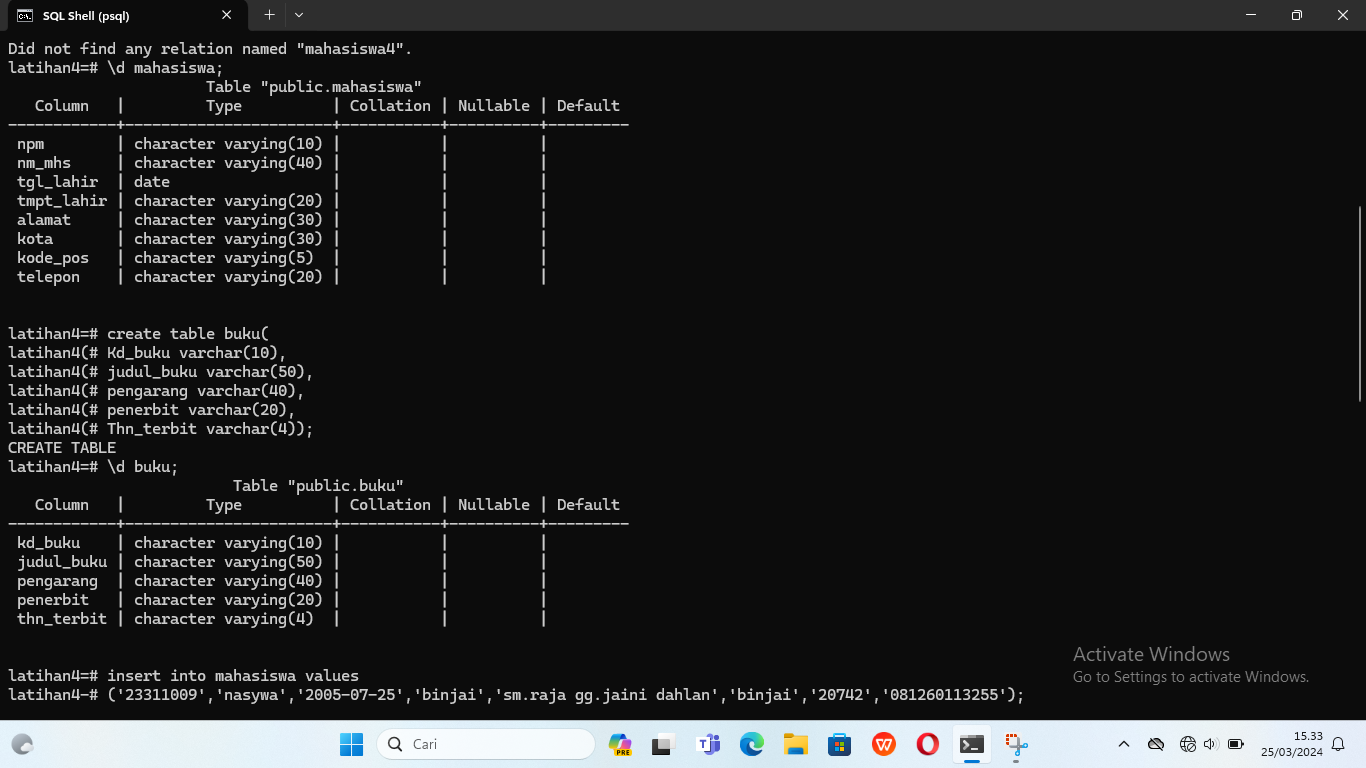 SQL Shell (psql)
Did not find any relation named "mahasiswa4".
latihan4=# \d mahasiswa;
                      Table "public.mahasiswa"
   Column   |         Type          | Collation | Nullable | Default
------------+-----------------------+-----------+----------+---------
 npm        | character varying(10) |           |          |
 nm_mhs     | character varying(40) |           |          |
 tgl_lahir  | date                  |           |          |
 tmpt_lahir | character varying(20) |           |          |
 alamat     | character varying(30) |           |          |
 kota       | character varying(30) |           |          |
 kode_pos   | character varying(5)  |           |          |
 telepon    | character varying(20) |           |          |
latihan4=# create table buku(
latihan4(# Kd_buku varchar(10),
latihan4(# judul_buku varchar(50),
latihan4(# pengarang varchar(40),
latihan4(# penerbit varchar(20),
latihan4(# Thn_terbit varchar(4));
CREATE TABLE
latihan4=# \d buku;
                         Table "public.buku"
   Column   |         Type          | Collation | Nullable | Default
------------+-----------------------+-----------+----------+---------
 kd_buku    | character varying(10) |           |          |
 judul_buku | character varying(50) |           |          |
 pengarang  | character varying(40) |           |          |
 penerbit   | character varying(20) |           |          |
 thn_terbit | character varying(4)  |           |          |
latihan4=# insert into mahasiswa values
latihan4-# ('23311009','nasywa','2005-07-25','binjai','sm.raja gg.jaini dahlan','binjai','20742','081260113255');
Activate Windows
Go to Settings to activate Windows.
Cari
PRE
15.33
25/03/2024